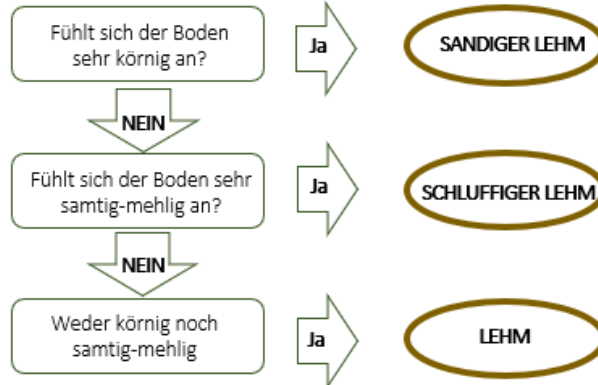 Fühlt sich der Boden
sehr körnig an?
Ja
SANDIGER LEHM
NEIN
Fühlt sich der Boden sehr
samtig-mehlig an?
Ja
SCHLUFFIGER LEHM
NEIN
Weder körnig noch
samtig-mehlig
Ja
LEHM